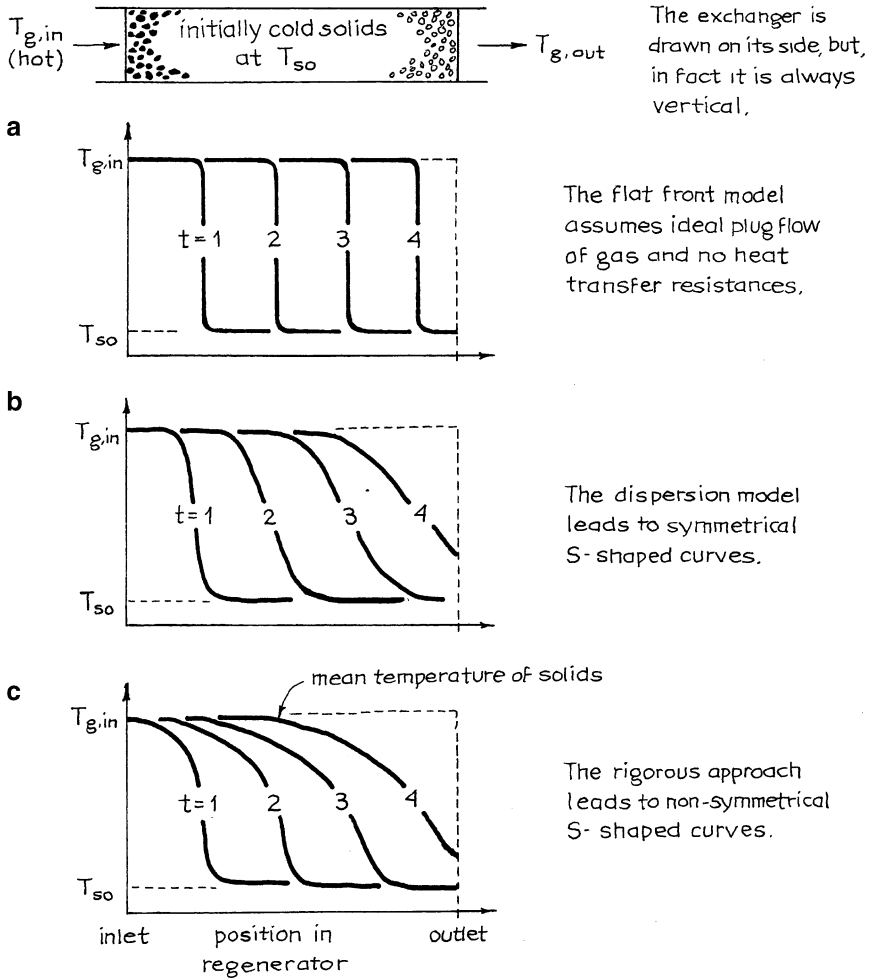 T_g,in
(hot)
initially cold solids
at T_so
T_g,out
The exchanger is
drawn on its side, but,
in fact it is always
vertical.
a
T_g,in
t=1 2 3 4
T_so
The flat front model
assumes ideal plug flow
of gas and no heat
transfer resistances.
b
T_g,in
t=1 2 3 4
T_so
The dispersion model
leads to symmetrical
S-shaped curves.
c
mean temperature of solids
T_g,in
t=1 2 3 4
T_so
The rigorous approach
leads to non-symmetrical
S-shaped curves.
inlet position in outlet
regenerator